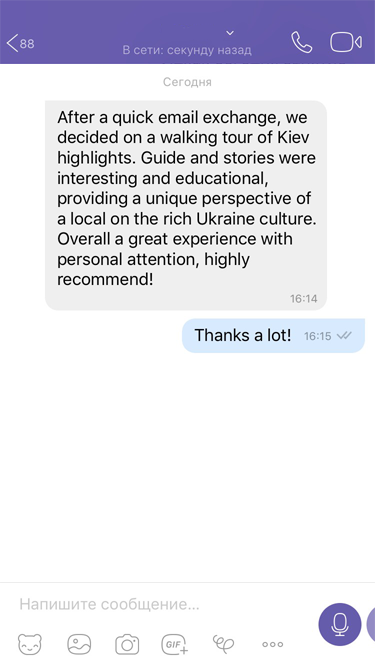 88
В сети: секунду назад
Сегодня
After a quick email exchange, we
decided on a walking tour of Kiev
highlights. Guide and stories were
interesting and educational,
providing a unique perspective of
a local on the rich Ukraine culture.
Overall a great experience with
personal attention, highly
recommend!
16:14
Thanks a lot! 16:15
Напишите сообщение...
GIF